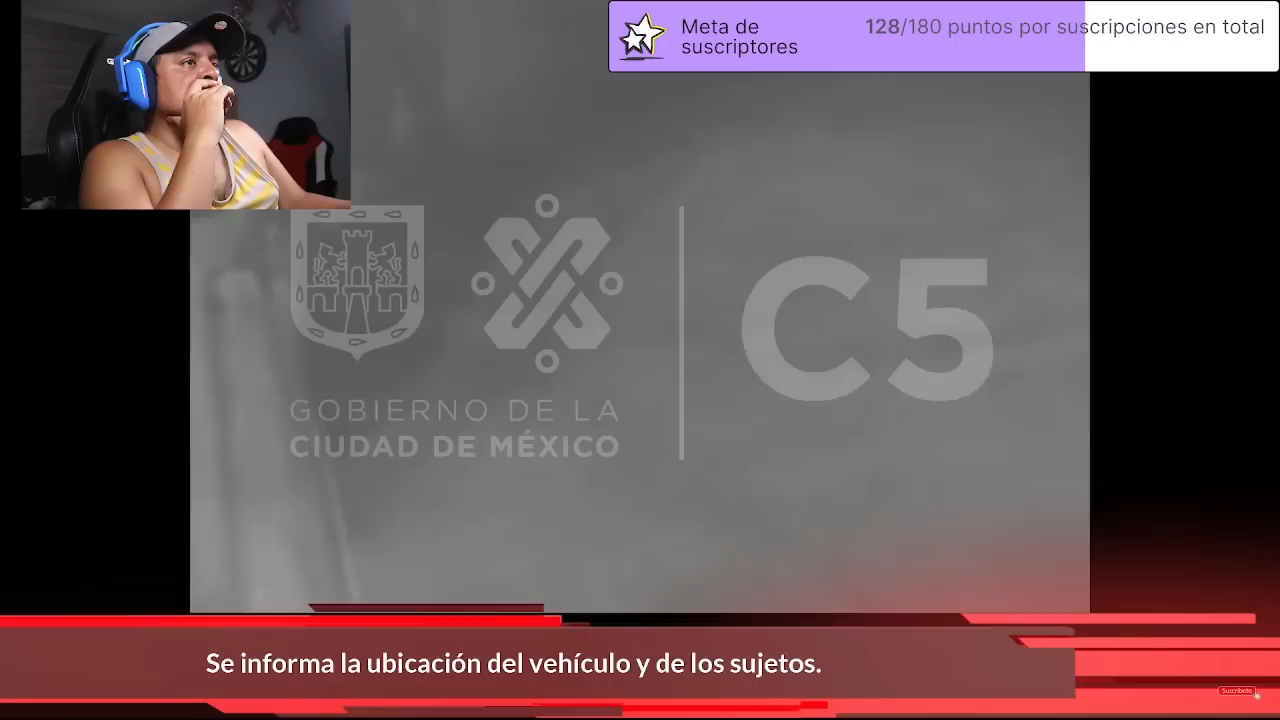 Meta de
suscriptores
128/180 puntos por suscripciones en total
GOBIERNO DE LA
CIUDAD DE MÉXICO
C5
Se informa la ubicación del vehículo y de los sujetos.
Suscríbete